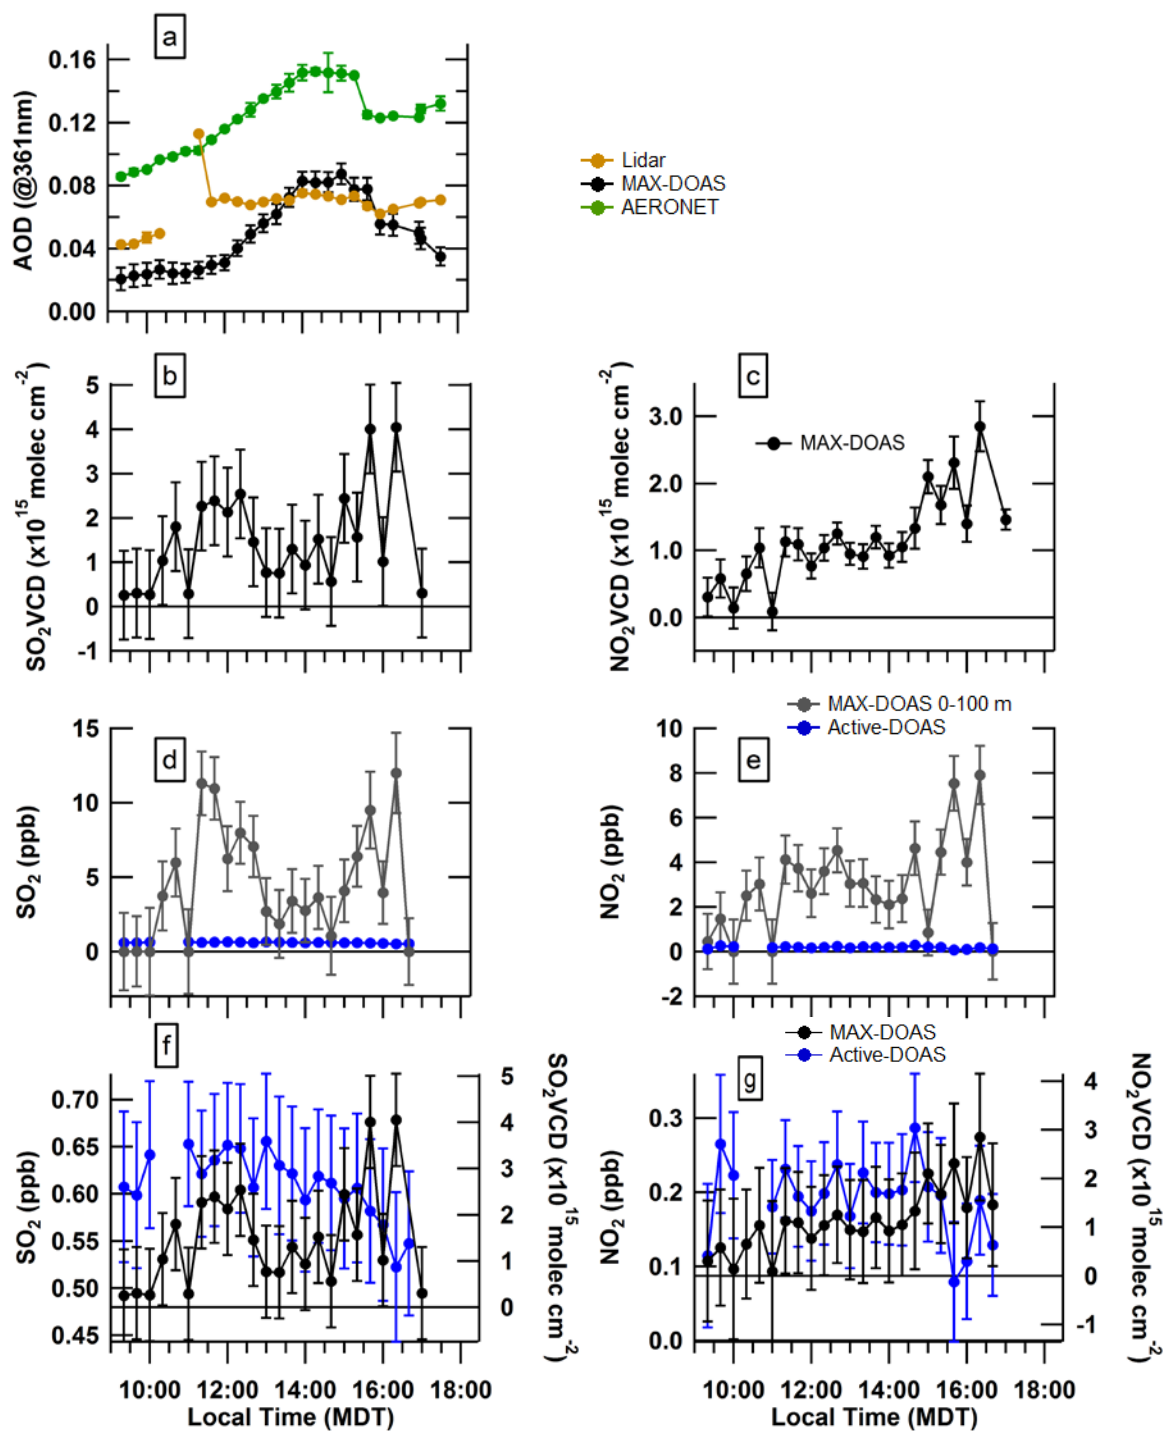 a
0.16
0.12
0.08
0.04
0.00
AOD (@361nm)
Lidar
MAX-DOAS
AERONET
b
5
4
3
2
1
0
-1
SO2VCD (x10^15 molec cm^-2)
c
3.0
2.0
1.0
0.0
NO2VCD (x10^15 molec cm^-2)
MAX-DOAS
d
15
10
5
0
SO2 (ppb)
MAX-DOAS 0-100 m
Active-DOAS
e
10
8
6
4
2
0
-2
NO2 (ppb)
f
0.70
0.65
0.60
0.55
0.50
0.45
SO2 (ppb)
5
4
3
2
1
0
SO2VCD (x10^15 molec cm^-2)
10:00 12:00 14:00 16:00 18:00
Local Time (MDT)
MAX-DOAS
Active-DOAS
g
0.3
0.2
0.1
0.0
NO2 (ppb)
4
3
2
1
0
-1
NO2VCD (x10^15 molec cm^-2)
10:00 12:00 14:00 16:00 18:00
Local Time (MDT)